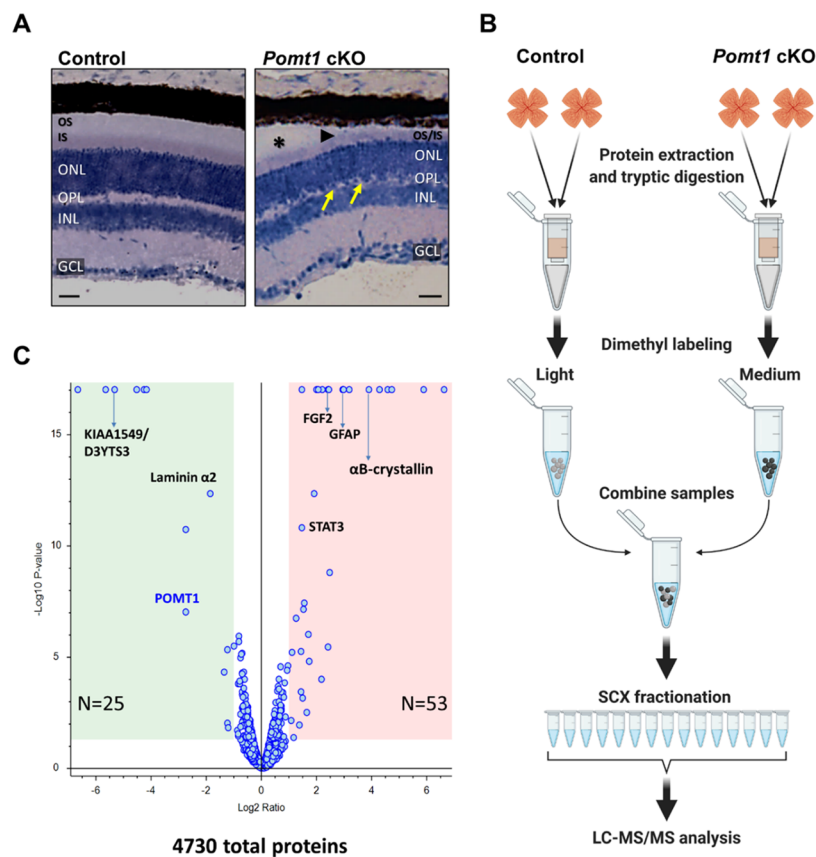 A
Control
Pomt1 cKO
OS
IS
ONL
OPL
INL
GCL
*
OS/IS
ONL
OPL
INL
GCL
B
Control
Pomt1 cKO
Protein extraction
and tryptic digestion
Dimethyl labeling
Light
Medium
Combine samples
SCX fractionation
LC-MS/MS analysis
C
-Log10 P-value
15
10
5
0
KIAA1549/
D3YTS3
Laminin α2
POMT1
N=25
FGF2
GFAP
αB-crystallin
STAT3
N=53
-6
-4
-2
0
2
4
6
Log2 Ratio
4730 total proteins